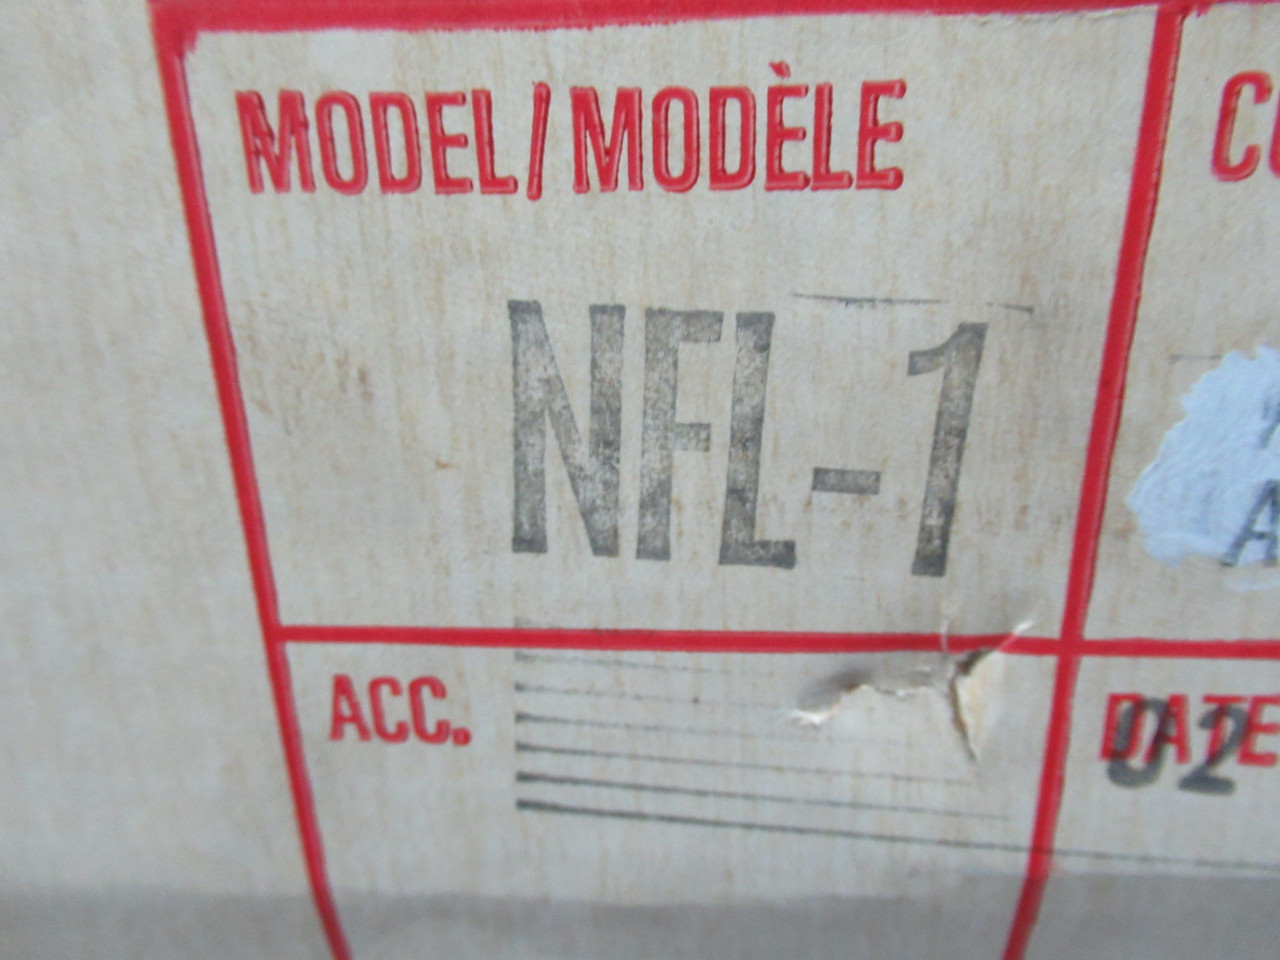 MODEL/MODÈLE
NFL-1
ACC.
DATE
02